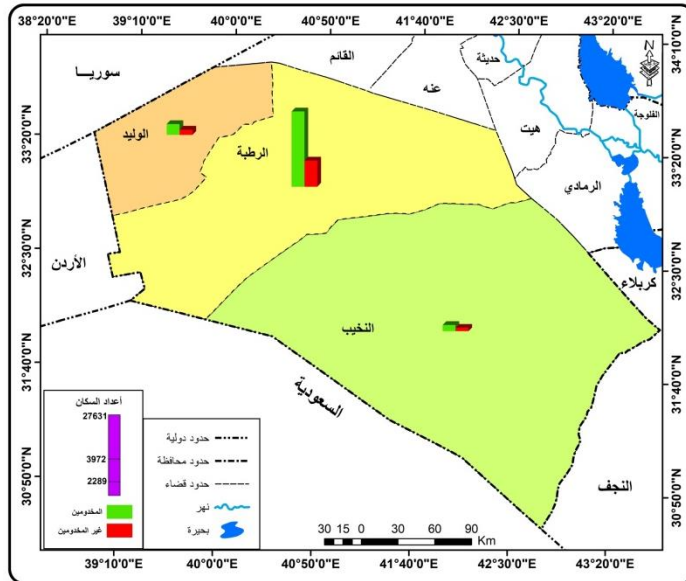 38°20'0" 39°10'0" 40°00'0" 40°50'0" 41°40'0" 42°30'0" 43°20'0"
34°10'0"N
33°20'0"N
32°30'0"N
31°40'0"N
30°50'0"N
N
سوريـــا
القائم
حديثة
عنه
هيت
الفلوجة
الوليد
الرطبة
الرمادي
الأردن
كربلاء
النخيب
السعودية
النجف
أعداد السكان
27631
3972
2289
المخدومين
غير المخدومين
حدود دولية
حدود محافظة
حدود قضاء
نهر
بحيرة
30 15 0 30 60 90
Km
33°20'0"N
32°30'0"N
31°40'0"N
30°50'0"N
39°10'0" 40°00'0" 40°50'0" 41°40'0" 42°30'0" 43°20'0"